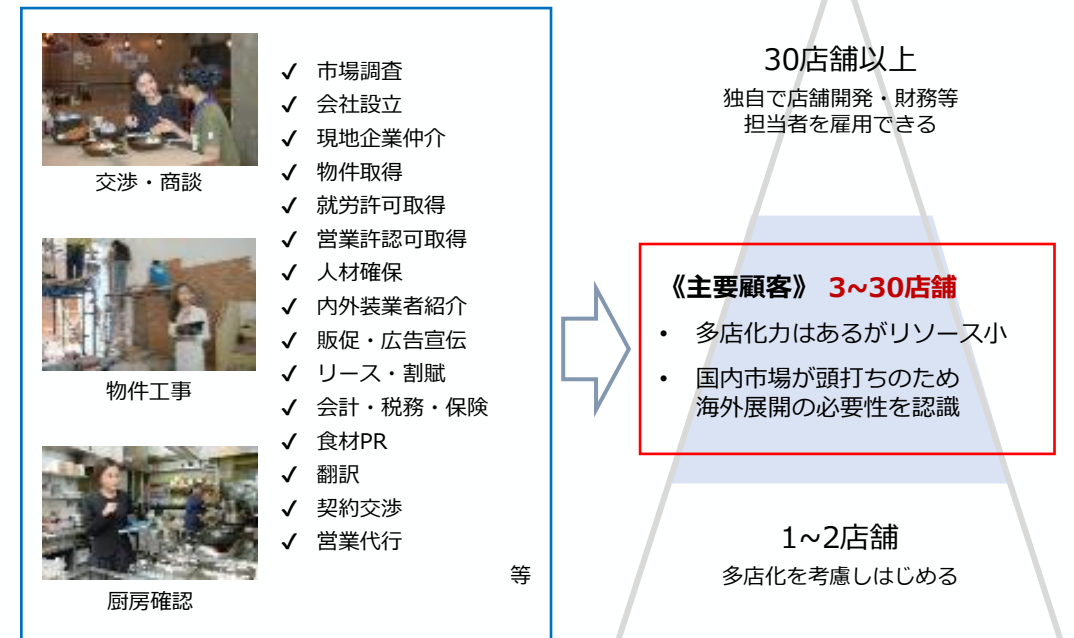 交渉・商談
物件工事
厨房確認
✓ 市場調査
✓ 会社設立
✓ 現地企業仲介
✓ 物件取得
✓ 就労許可取得
✓ 営業許認可取得
✓ 人材確保
✓ 内外装業者紹介
✓ 販促・広告宣伝
✓ リース・割賦
✓ 会計・税務・保険
✓ 食材PR
✓ 翻訳
✓ 契約交渉
✓ 営業代行
等
30店舗以上
独自で店舗開発・財務等
担当者を雇用できる
《主要顧客》 3~30店舗
• 多店化力はあるがリソース小
• 国内市場が頭打ちのため
海外展開の必要性を認識
1~2店舗
多店化を考慮しはじめる